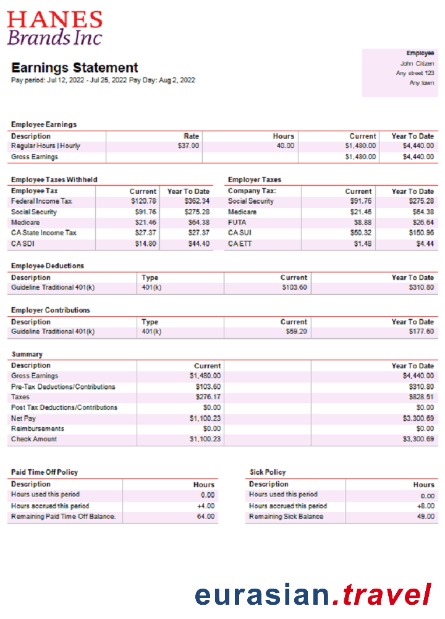 HANES
Brands Inc
Earnings Statement
Pay period: Jul 12, 2022 - Jul 25, 2022 Pay Day: Aug 2, 2022
Employee
John Citizen
Any street 123
Any town
Employee Earnings
Description Rate Hours Current Year To Date
Regular Hours | Hourly $37.00 40.00 $1,480.00 $4,440.00
Gross Earnings $1,480.00 $4,440.00
Employee Taxes Withheld Employer Taxes
Employee Tax Current Year To Date Company Tax: Current Year To Date
Federal Income Tax $120.78 $362.34 Social Security $91.76 $275.28
Social Security $91.76 $275.28 Medicare $21.46 $64.38
Medicare $21.46 $64.38 FUTA $8.88 $26.64
CA State Income Tax $27.37 $27.37 CA SUI $50.32 $150.96
CA SDI $14.80 $44.40 CA ETT $1.48 $4.44
Employee Deductions
Description Type Current Year To Date
Guideline Traditional 401(k) 401(k) $103.60 $310.80
Employer Contributions
Description Type Current Year To Date
Guideline Traditional 401(k) 401(k) $59.20 $177.60
Summary
Description Current Year To Date
Gross Earnings $1,480.00 $4,440.00
Pre-Tax Deductions/Contributions $103.60 $310.80
Taxes $276.17 $828.51
Post Tax Deductions/Contributions $0.00 $0.00
Net Pay $1,100.23 $3,300.69
Reimbursements $0.00 $0.00
Check Amount $1,100.23 $3,300.69
Paid Time Off Policy Sick Policy
Description Hours Description Hours
Hours used this period 0.00 Hours used this period 0.00
Hours accrued this period +4.00 Hours accrued this period +8.00
Remaining Paid Time Off Balance. 64.00 Remaining Sick Balance 49.00
eurasian.travel